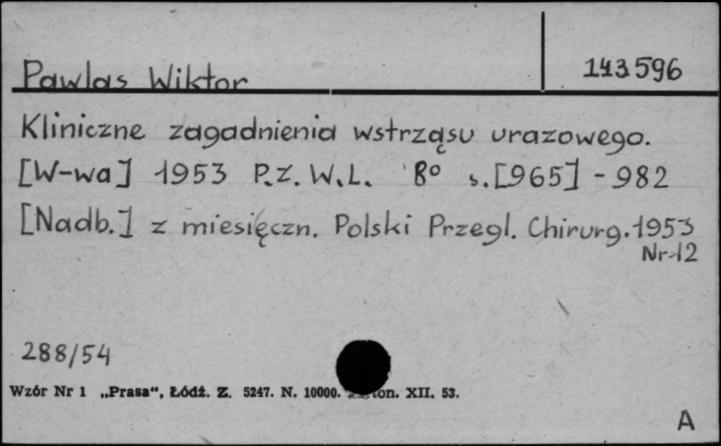 Pawlas Wiktor
143596
Kliniczne zagadnienia wstrząsu urazowego.
[W-wa] 1953 P.Z.W.L. 8° s.[965]-982
[Nadb.] z miesięczn. Polski Przegl. Chirurg. 1953
Nr 12
288/54
Wzór Nr 1 „Prasa“, Łódź. Z. 5247. N. 10000. XII. 53.
A